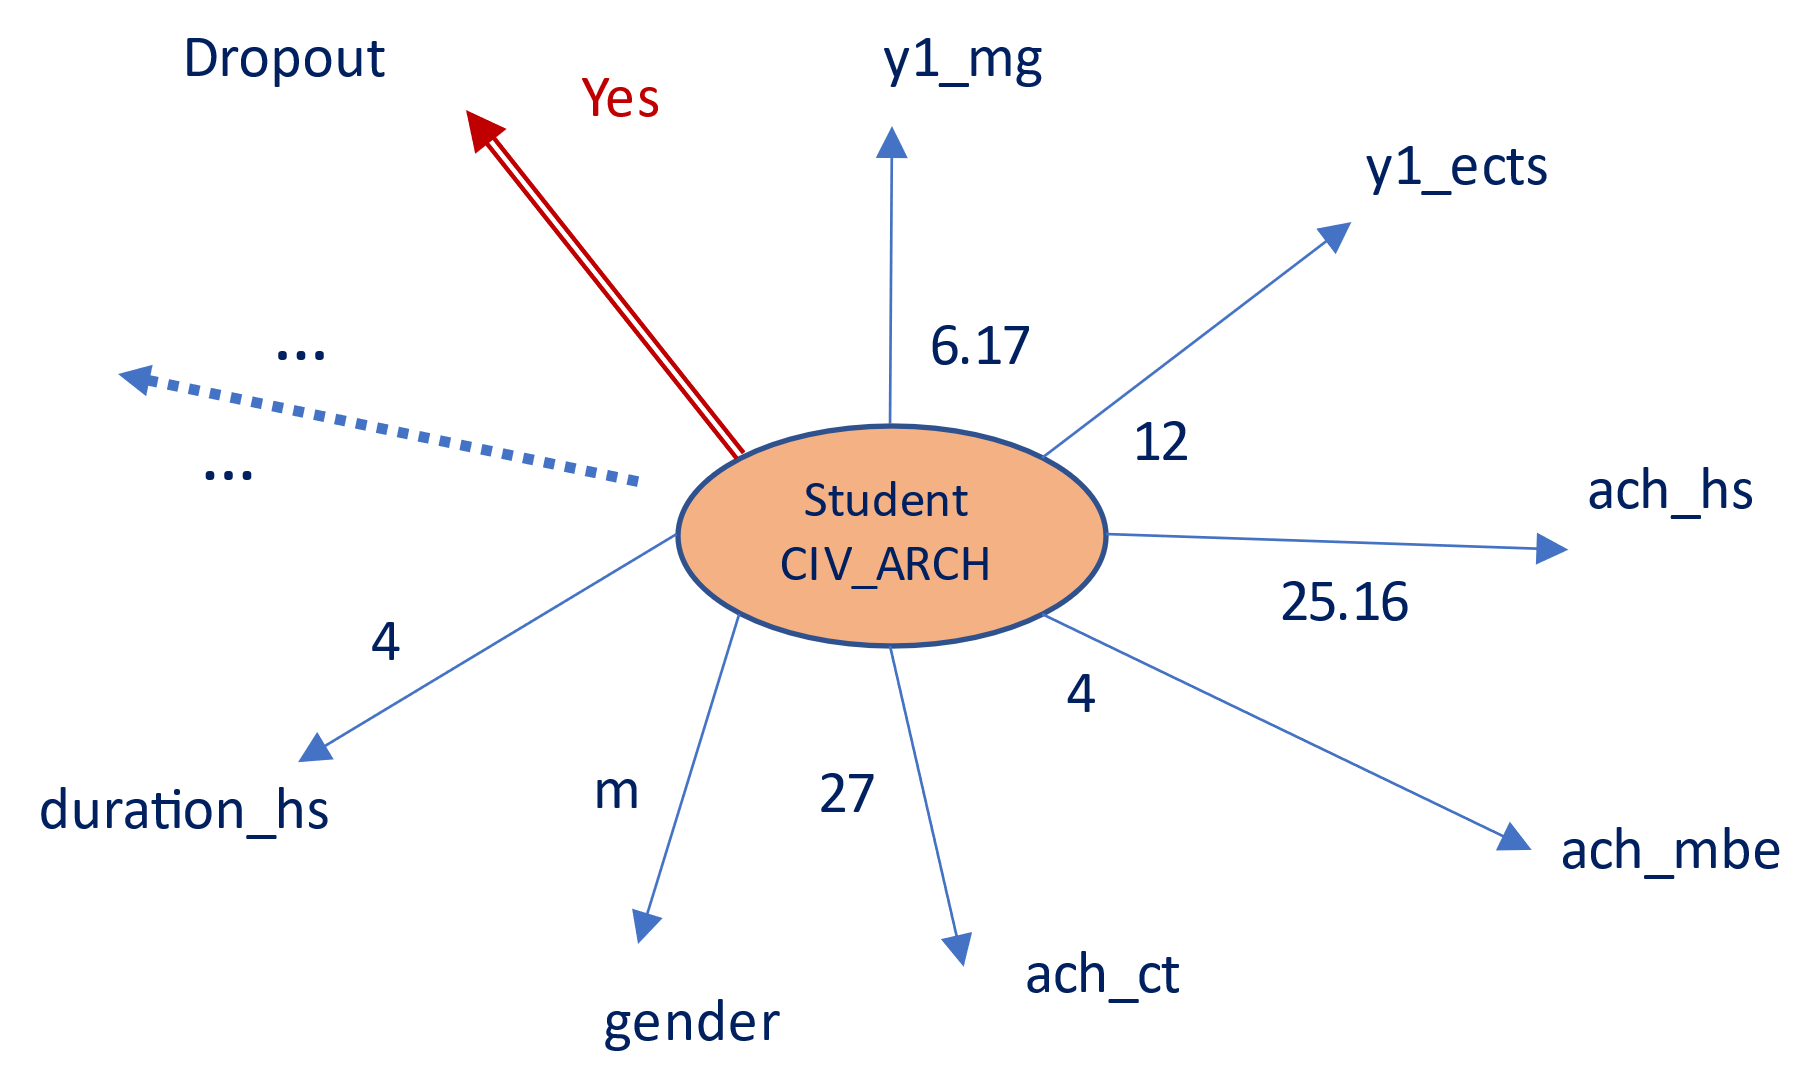 Dropout
Yes
y1_mg
y1_ects
...
6.17
12
...
Student
CIV_ARCH
ach_hs
25.16
4
4
m
27
duration_hs
ach_mbe
ach_ct
gender